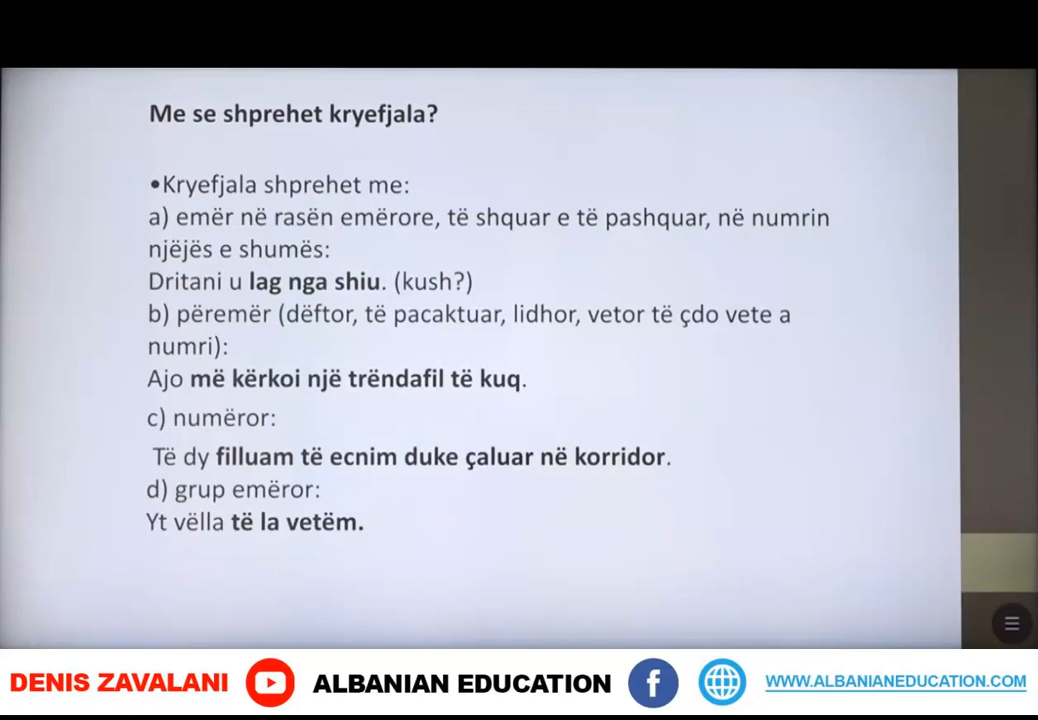 Me se shprehet kryefjala?
•Kryefjala shprehet me:
a) emër në rasën emërore, të shquar e të pashquar, në numrin
njëjës e shumës:
Dritani u lag nga shiu. (kush?)
b) përemër (dëftor, të pacaktuar, lidhor, vetor të çdo vete a
numri):
Ajo më kërkoi një trëndafil të kuq.
c) numëror:
Të dy filluam të ecnim duke çaluar në korridor.
d) grup emëror:
Yt vëlla të la vetëm.
DENIS ZAVALANI ALBANIAN EDUCATION WWW.ALBANIANEDUCATION.COM